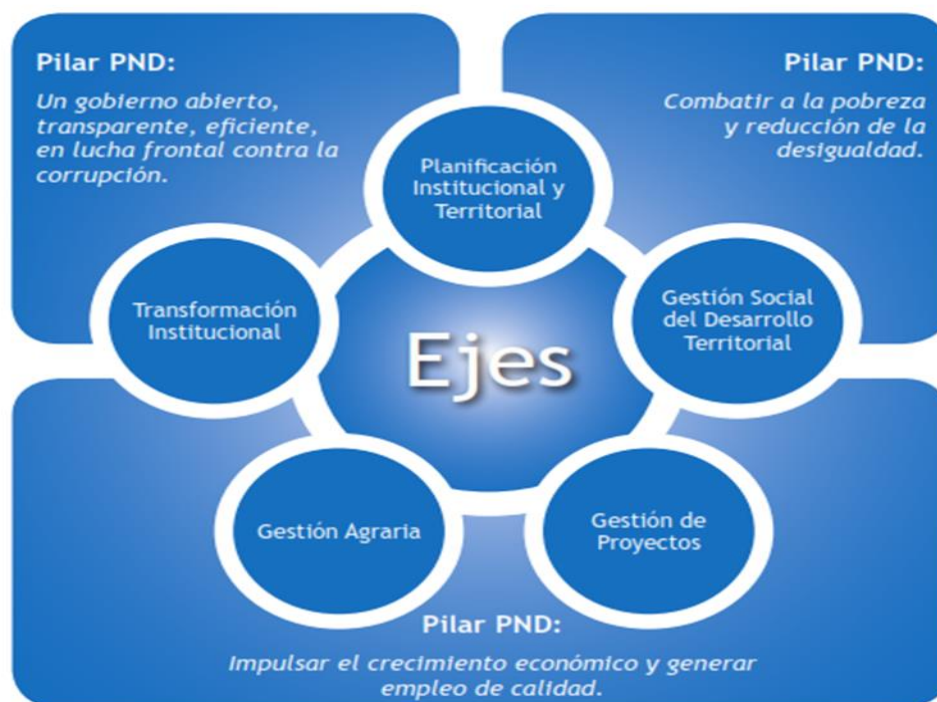 Pilar PND:
Un gobierno abierto,
transparente, eficiente,
en lucha frontal contra la
corrupción.
Pilar PND:
Combatir a la pobreza
y reducción de la
desigualdad.
Planificación
Institucional y
Territorial
Transformación
Institucional
Gestión Social
del Desarrollo
Territorial
Ejes
Gestión Agraria
Gestión de
Proyectos
Pilar PND:
Impulsar el crecimiento económico y generar
empleo de calidad.